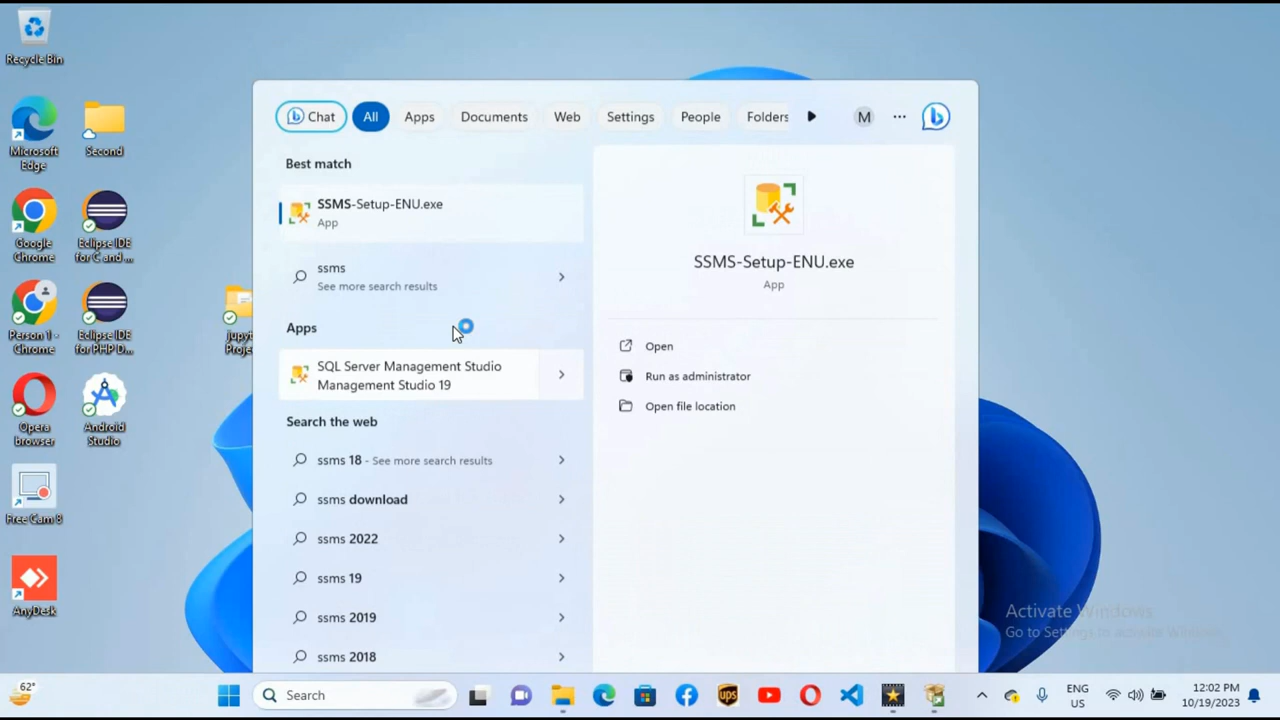 Recycle Bin
Microsoft
Edge
Second
Google
Chrome
Eclipse IDE
for C and ...
Person 1 -
Chrome
Eclipse IDE
for PHP D...
Opera
browser
Android
Studio
Free Cam 8
AnyDesk
Chat
All
Apps
Documents
Web
Settings
People
Folders
M
Best match
SSMS-Setup-ENU.exe
App
ssms
See more search results
Apps
SQL Server Management Studio
Management Studio 19
Search the web
ssms 18 - See more search results
ssms download
ssms 2022
ssms 19
ssms 2019
ssms 2018
SSMS-Setup-ENU.exe
App
Open
Run as administrator
Open file location
Activate Windows
Go to Settings to activate Windows
62°
Search
ups
ENG
US
12:02 PM
10/19/2023